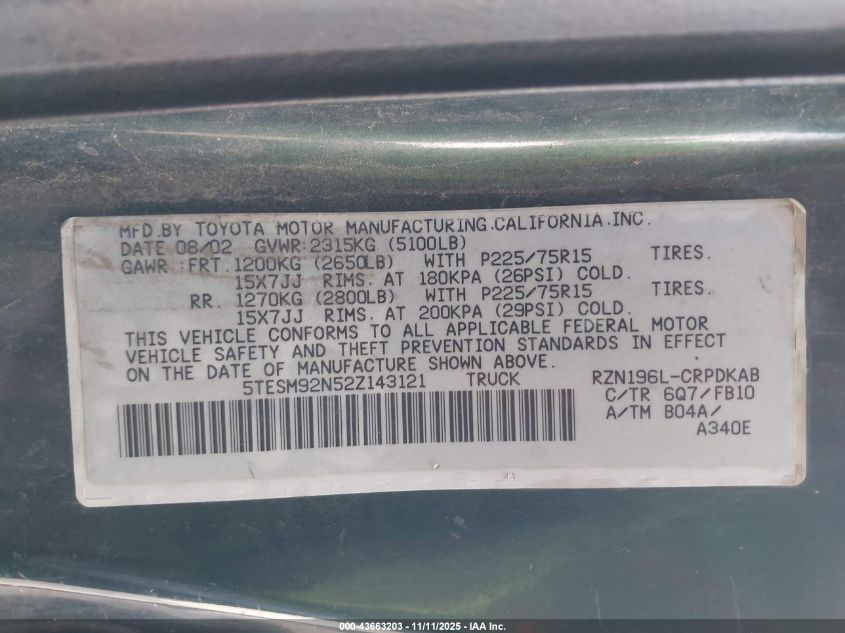 MFD.BY TOYOTA MOTOR MANUFACTURING.CALIFORNIA.INC.
DATE 08/02 GVWR:2315KG (5100LB)
GAWR :FRT.1200KG (2650LB) WITH P225/75R15 TIRES.
15X7JJ RIMS. AT 180KPA (26PSI) COLD.
RR. 1270KG (2800LB) WITH P225/75R15 TIRES.
15X7JJ RIMS. AT 200KPA (29PSI) COLD.
THIS VEHICLE CONFORMS TO ALL APPLICABLE FEDERAL MOTOR
VEHICLE SAFETY AND THEFT PREVENTION STANDARDS IN EFFECT
ON THE DATE OF MANUFACTURE SHOWN ABOVE.
5TESM92N52Z143121 TRUCK RZN196L-CRPDKAB
C/TR 6Q7/FB10
A/TM B04A/
A340E
000-43663203 - 11/11/2025 - IAA Inc.